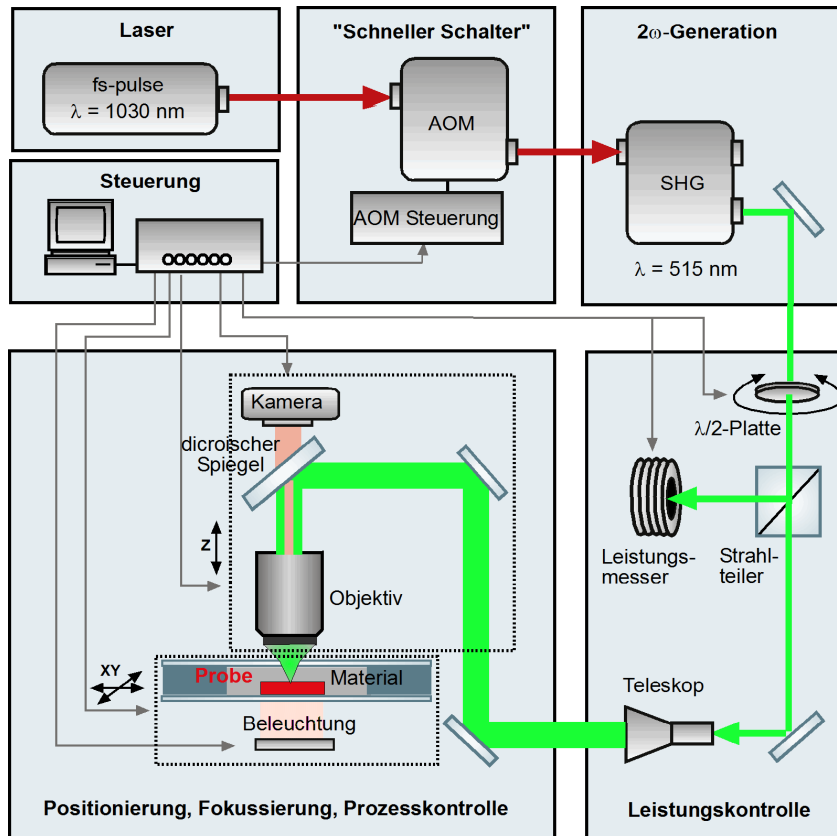 Laser
fs-pulse
λ = 1030 nm
"Schneller Schalter"
AOM
AOM Steuerung
2ω-Generation
SHG
λ = 515 nm
Steuerung
Kamera
dicroischer
Spiegel
Z
Objektiv
XY
Probe
Material
Beleuchtung
Positionierung, Fokussierung, Prozesskontrolle
λ/2-Platte
Leistungs-
messer
Strahl-
teiler
Teleskop
Leistungskontrolle